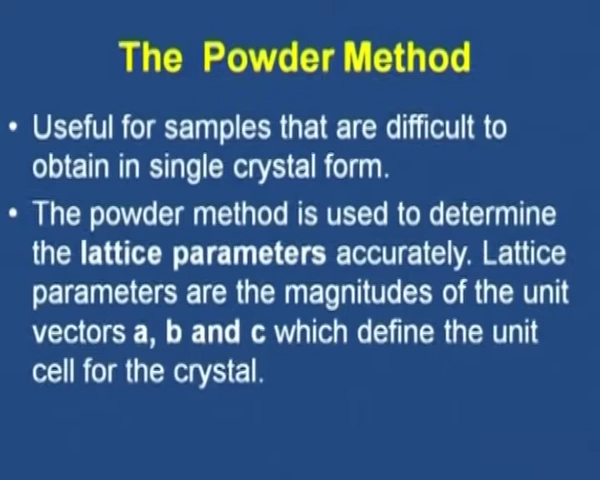 The Powder Method
• Useful for samples that are difficult to
obtain in single crystal form.
• The powder method is used to determine
the lattice parameters accurately. Lattice
parameters are the magnitudes of the unit
vectors a, b and c which define the unit
cell for the crystal.